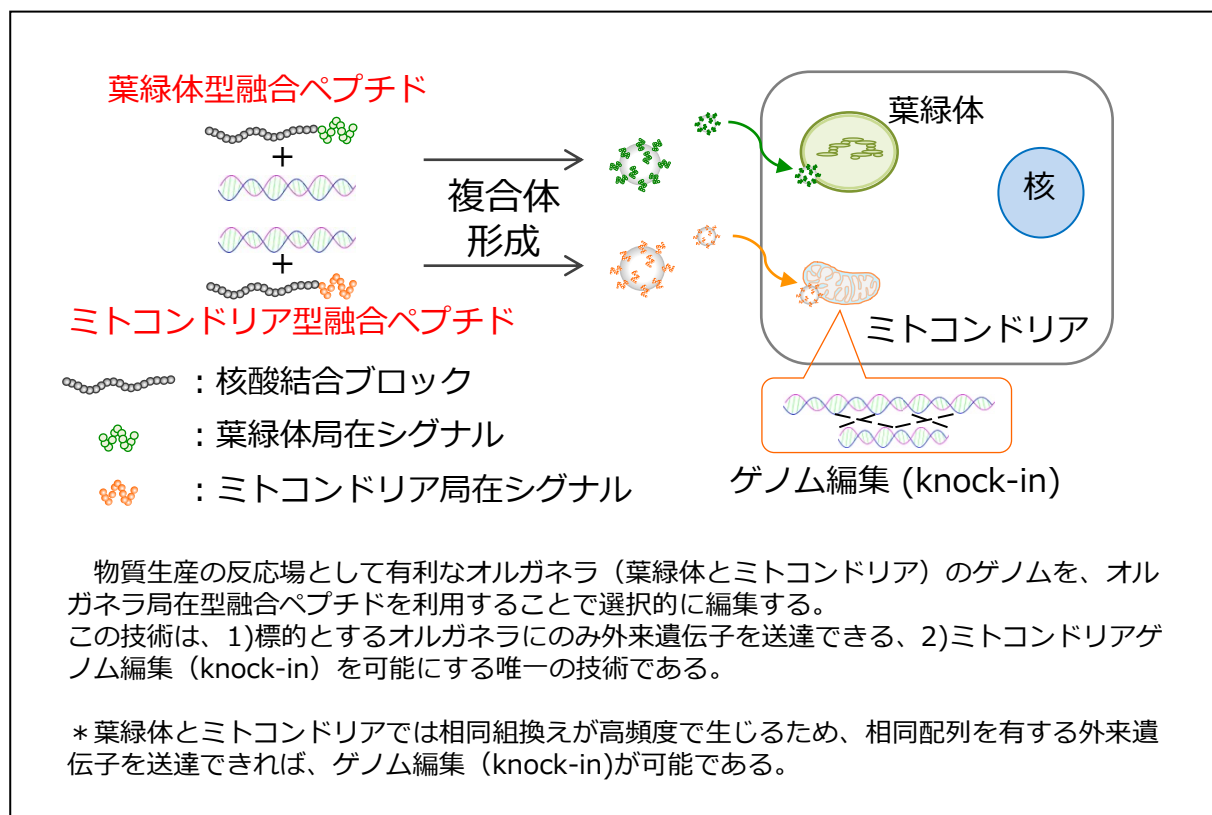 葉緑体型融合ペプチド
+
複合体
形成
+
ミトコンドリア型融合ペプチド
葉緑体
核
ミトコンドリア
：核酸結合ブロック
：葉緑体局在シグナル
：ミトコンドリア局在シグナル
ゲノム編集 (knock-in)
物質生産の反応場として有利なオルガネラ（葉緑体とミトコンドリア）のゲノムを、オル
ガネラ局在型融合ペプチドを利用することで選択的に編集する。
この技術は、1)標的とするオルガネラにのみ外来遺伝子を送達できる、2)ミトコンドリアゲ
ノム編集（knock-in）を可能にする唯一の技術である。
＊葉緑体とミトコンドリアでは相同組換えが高頻度で生じるため、相同配列を有する外来遺
伝子を送達できれば、ゲノム編集（knock-in)が可能である。